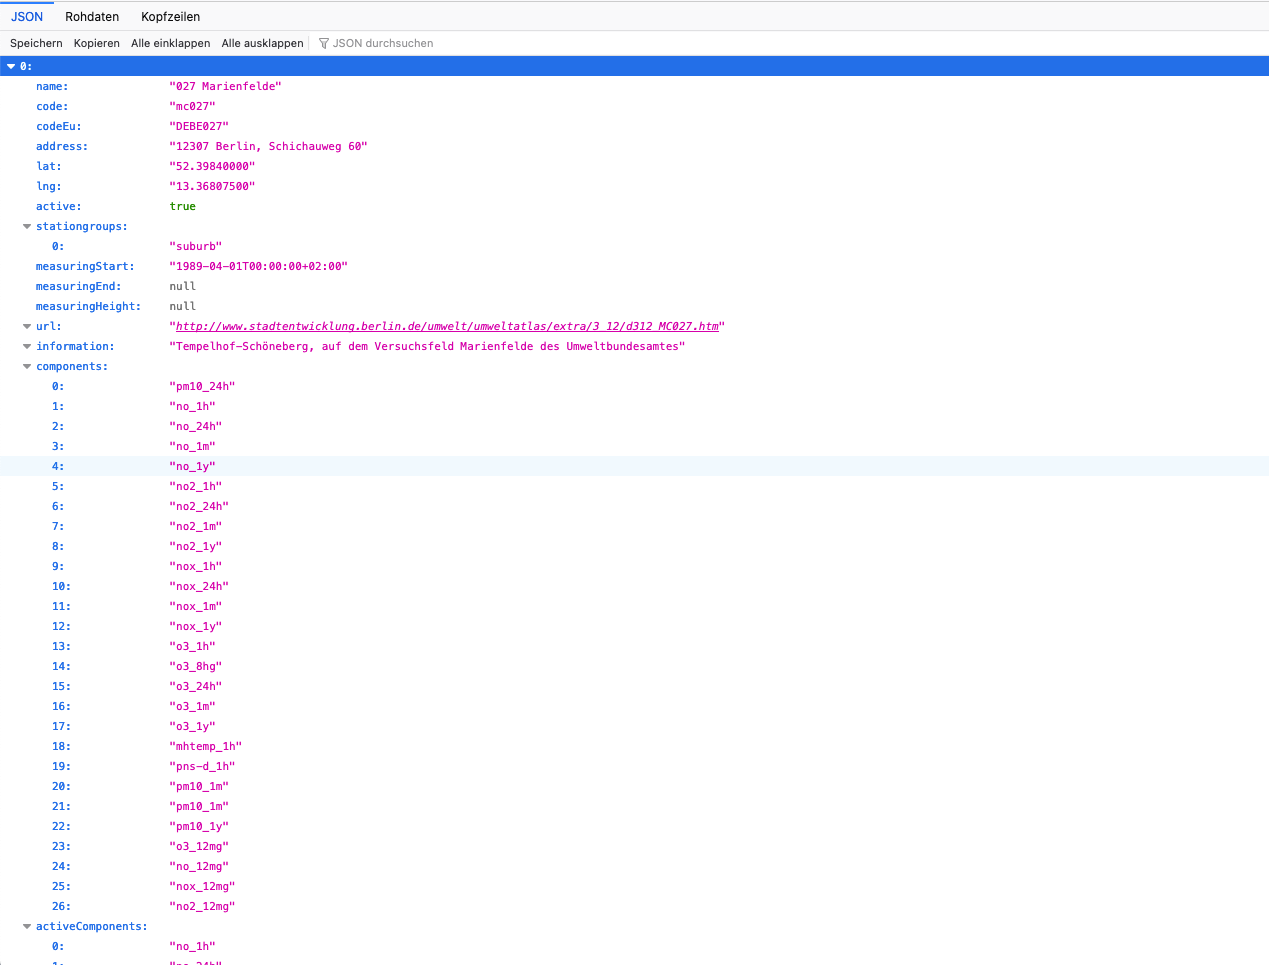 JSON Rohdaten Kopfzeilen
Speichern Kopieren Alle einklappen Alle ausklappen JSON durchsuchen
0:
name: "027 Marienfelde"
code: "mc027"
codeEu: "DEBE027"
address: "12307 Berlin, Schichauweg 60"
lat: "52.39840000"
lng: "13.36807500"
active: true
stationgroups:
0: "suburb"
measuringStart: "1989-04-01T00:00:00+02:00"
measuringEnd: null
measuringHeight: null
url: "http://www.stadtentwicklung.berlin.de/umwelt/umweltatlas/extra/3_12/d312_MC027.htm"
information: "Tempelhof-Schöneberg, auf dem Versuchsfeld Marienfelde des Umweltbundesamtes"
components:
0: "pm10_24h"
1: "no_1h"
2: "no_24h"
3: "no_1m"
4: "no_1y"
5: "no2_1h"
6: "no2_24h"
7: "no2_1m"
8: "no2_1y"
9: "nox_1h"
10: "nox_24h"
11: "nox_1m"
12: "nox_1y"
13: "o3_1h"
14: "o3_8hg"
15: "o3_24h"
16: "o3_1m"
17: "o3_1y"
18: "mhtemp_1h"
19: "pns-d_1h"
20: "pm10_1m"
21: "pm10_1m"
22: "pm10_1y"
23: "o3_12mg"
24: "no_12mg"
25: "nox_12mg"
26: "no2_12mg"
activeComponents:
0: "no_1h"